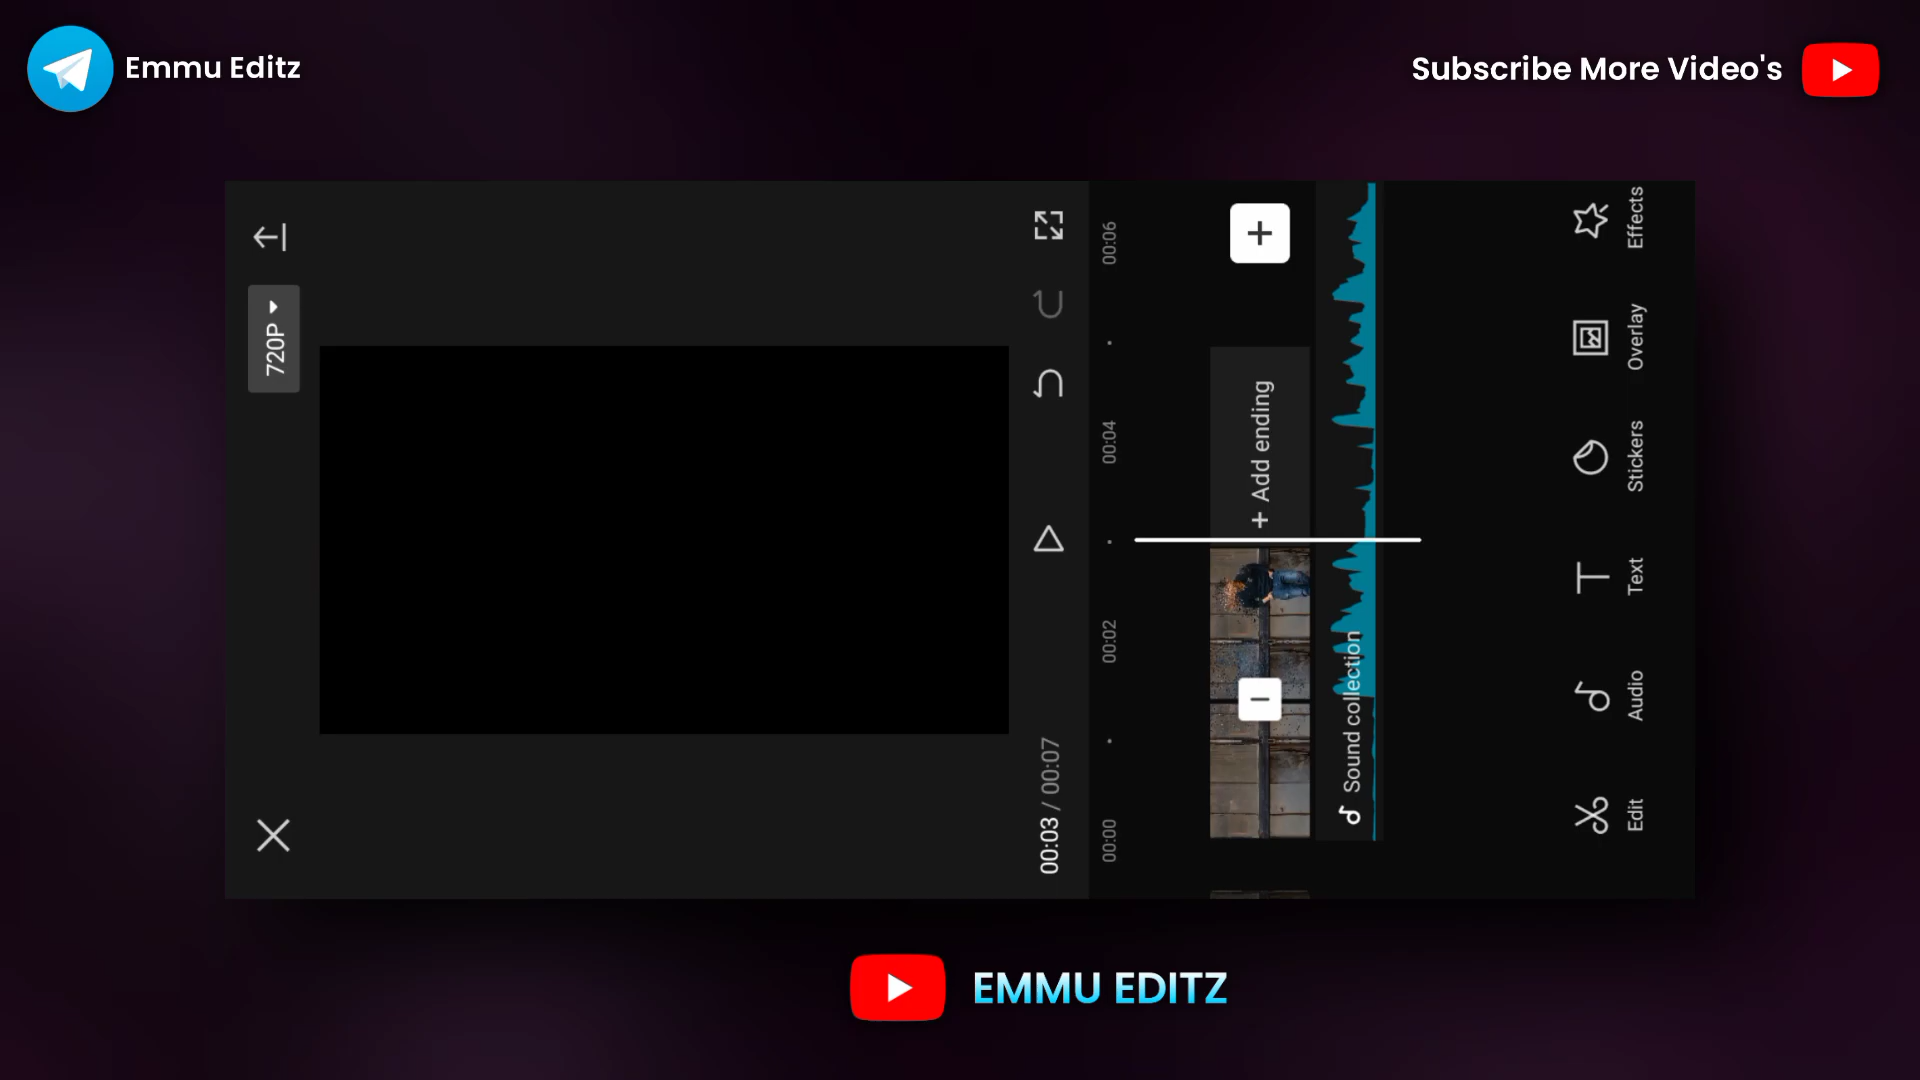 Emmu Editz
Subscribe More Video's
720P
00:03 / 00:07
00:00
00:02
00:04
00:06
+ Add ending
Sound collection
Edit
Audio
Text
Stickers
Overlay
Effects
EMMU EDITZ